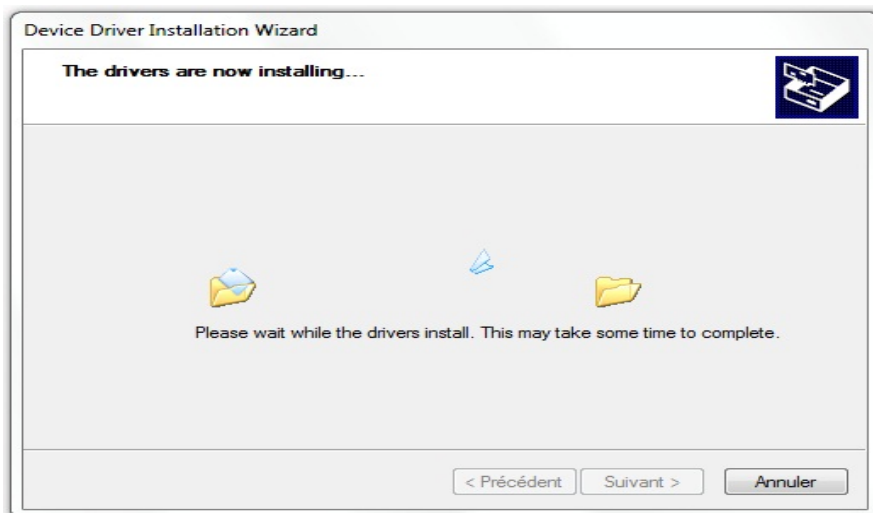 Device Driver Installation Wizard
The drivers are now installing...
Please wait while the drivers install. This may take some time to complete.
< Précédent
Suivant >
Annuler